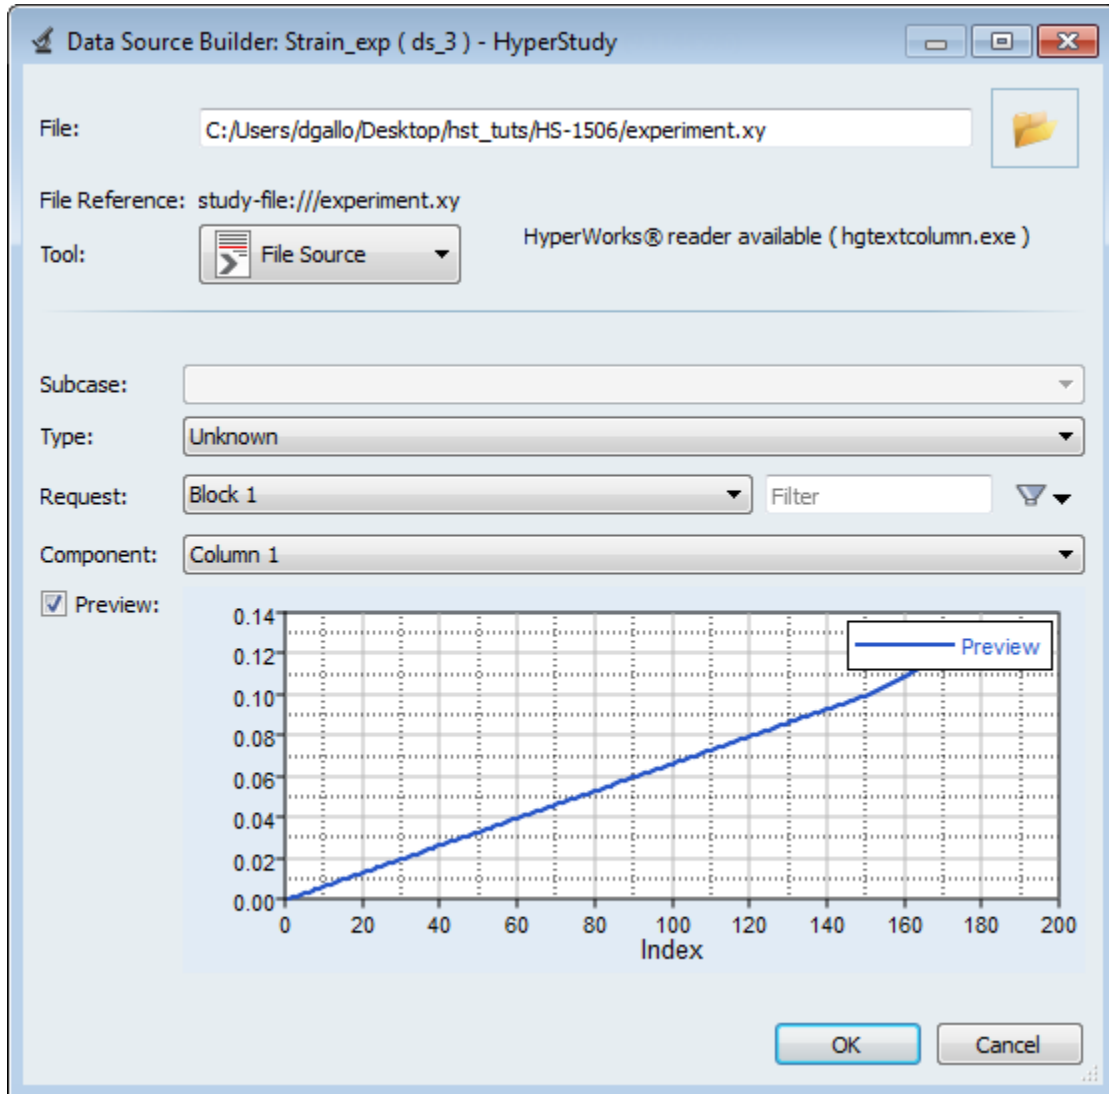 Data Source Builder: Strain_exp ( ds_3 ) - HyperStudy
File: C:/Users/dgallo/Desktop/hst_tuts/HS-1506/experiment.xy
File Reference: study-file:///experiment.xy
Tool: File Source HyperWorks® reader available ( hgtextcolumn.exe )
Subcase:
Type: Unknown
Request: Block 1 Filter
Component: Column 1
Preview:
0.14
Preview
0.12
0.10
0.08
0.06
0.04
0.02
0.00
0 20 40 60 80 100 120 140 160 180 200
Index
OK Cancel